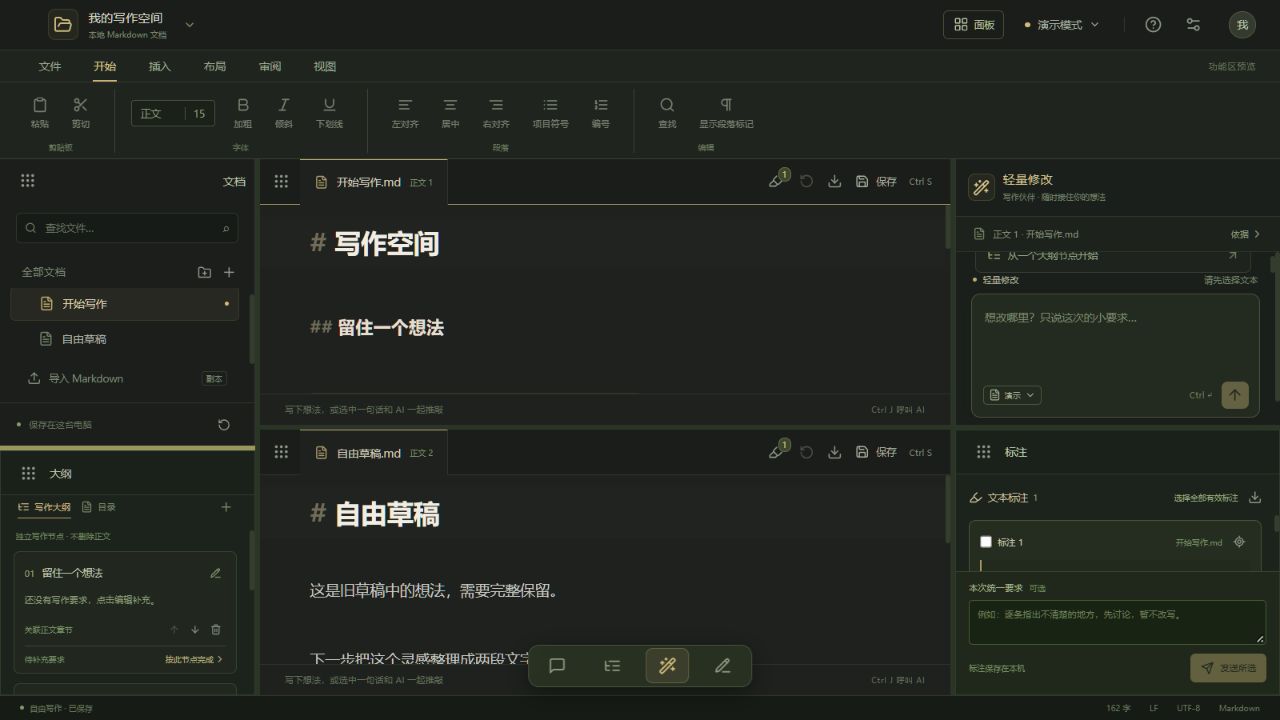 我的写作空间
本地 Markdown 文档
面板
演示模式
我
文件 开始 插入 布局 审阅 视图
功能区预览
正文 15
粘贴 剪切 加粗 倾斜 下划线 左对齐 居中 右对齐 项目符号 编号 查找 显示段落标记
剪贴板 字体 段落 编辑
文档
查找文件...
全部文档
开始写作
自由草稿
导入 Markdown 副本
保存在这台电脑
大纲
写作大纲 目录
独立写作节点 · 不删除正文
01 留住一个想法
还没有写作要求，点击编辑补充。
关联正文章节
待补充要求 按此节点完成
开始写作.md 正文 1
1
保存 Ctrl S
# 写作空间
## 留住一个想法
写下想法，或选中一句话和 AI 一起推敲
Ctrl J 呼叫 AI
自由草稿.md 正文 2
1
保存 Ctrl S
# 自由草稿
这是旧草稿中的想法，需要完整保留。
下一步把这个灵感整理成两段文字
写下想法，或选中一句话和 AI 一起推敲
Ctrl J 呼叫 AI
轻量修改
写作伙伴 · 随时接住你的想法
正文 1 · 开始写作.md 依据
从一个大纲节点开始
轻量修改 请先选择文本
想改哪里？只说这次的小要求...
演示 Ctrl ↵
标注
文本标注 1 选择全部有效标注
标注 1 开始写作.md
本次统一要求 可选
例如：逐条指出不清楚的地方，先讨论，暂不改写。
标注保存在本机 发送所选
自由写作 · 已保存
162 字 LF UTF-8 Markdown